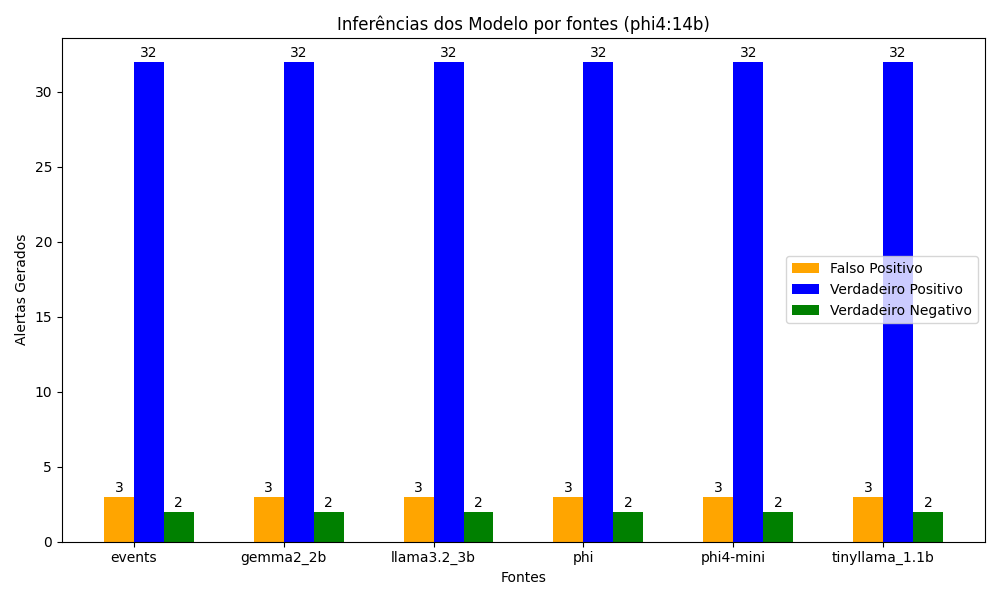 Inferências dos Modelo por fontes (phi4:14b)
32 32 32 32 32 32
3 2 3 2 3 2 3 2 3 2 3 2
Alertas Gerados
30
25
20
15
10
5
0
Falso Positivo
Verdadeiro Positivo
Verdadeiro Negativo
events gemma2_2b llama3.2_3b phi phi4-mini tinyllama_1.1b
Fontes